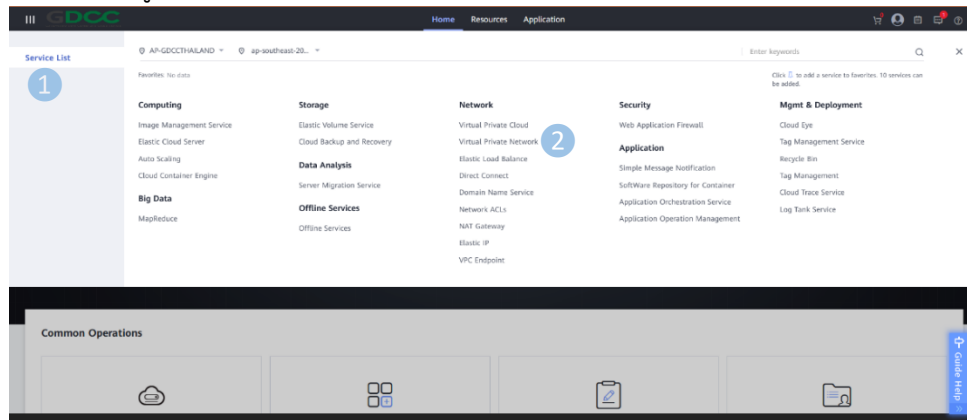 GDCC
Home Resources Application
Service List
AP-GDCCTHAILAND
ap-southeast-20...
Enter keywords
Favorites: No data
Click to add a service to favorites. 10 services can be added.
1
Computing
Image Management Service
Elastic Cloud Server
Auto Scaling
Cloud Container Engine
Big Data
MapReduce
Storage
Elastic Volume Service
Cloud Backup and Recovery
Data Analysis
Server Migration Service
Offline Services
Offline Services
Network
Virtual Private Cloud
Virtual Private Network
2
Elastic Load Balance
Direct Connect
Domain Name Service
Network ACLs
NAT Gateway
Elastic IP
VPC Endpoint
Security
Web Application Firewall
Application
Simple Message Notification
SoftWare Repository for Container
Application Orchestration Service
Application Operation Management
Mgmt & Deployment
Cloud Eye
Tag Management Service
Recycle Bin
Tag Management
Cloud Trace Service
Log Tank Service
Common Operations
Guide Help